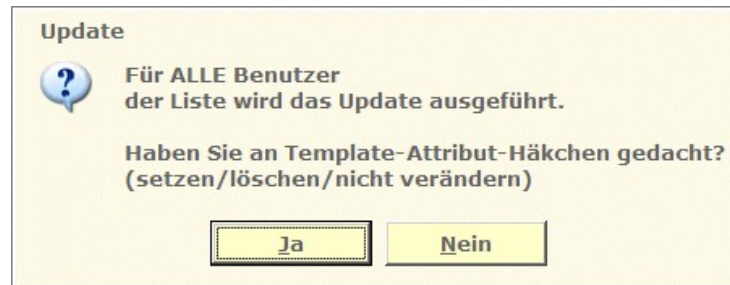 Update
Für ALLE Benutzer
der Liste wird das Update ausgeführt.
Haben Sie an Template-Attribut-Häkchen gedacht?
(setzen/löschen/nicht verändern)
Ja Nein